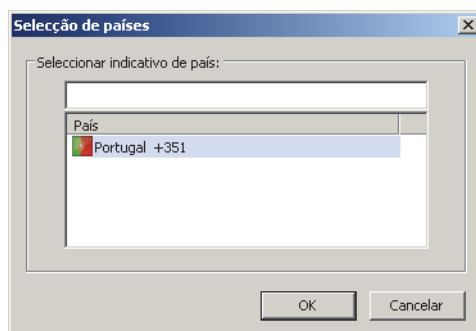 Selecção de países
Seleccionar indicativo de país:
País
Portugal +351
OK
Cancelar